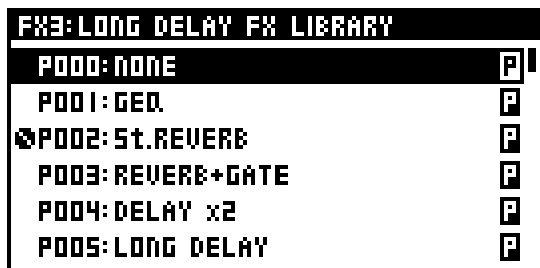 FX3:LONG DELAY FX LIBRARY
P000:NONE P
P001:GEQ P
P002:St.REVERB P
P003:REVERB+GATE P
P004:DELAY x2 P
P005:LONG DELAY P